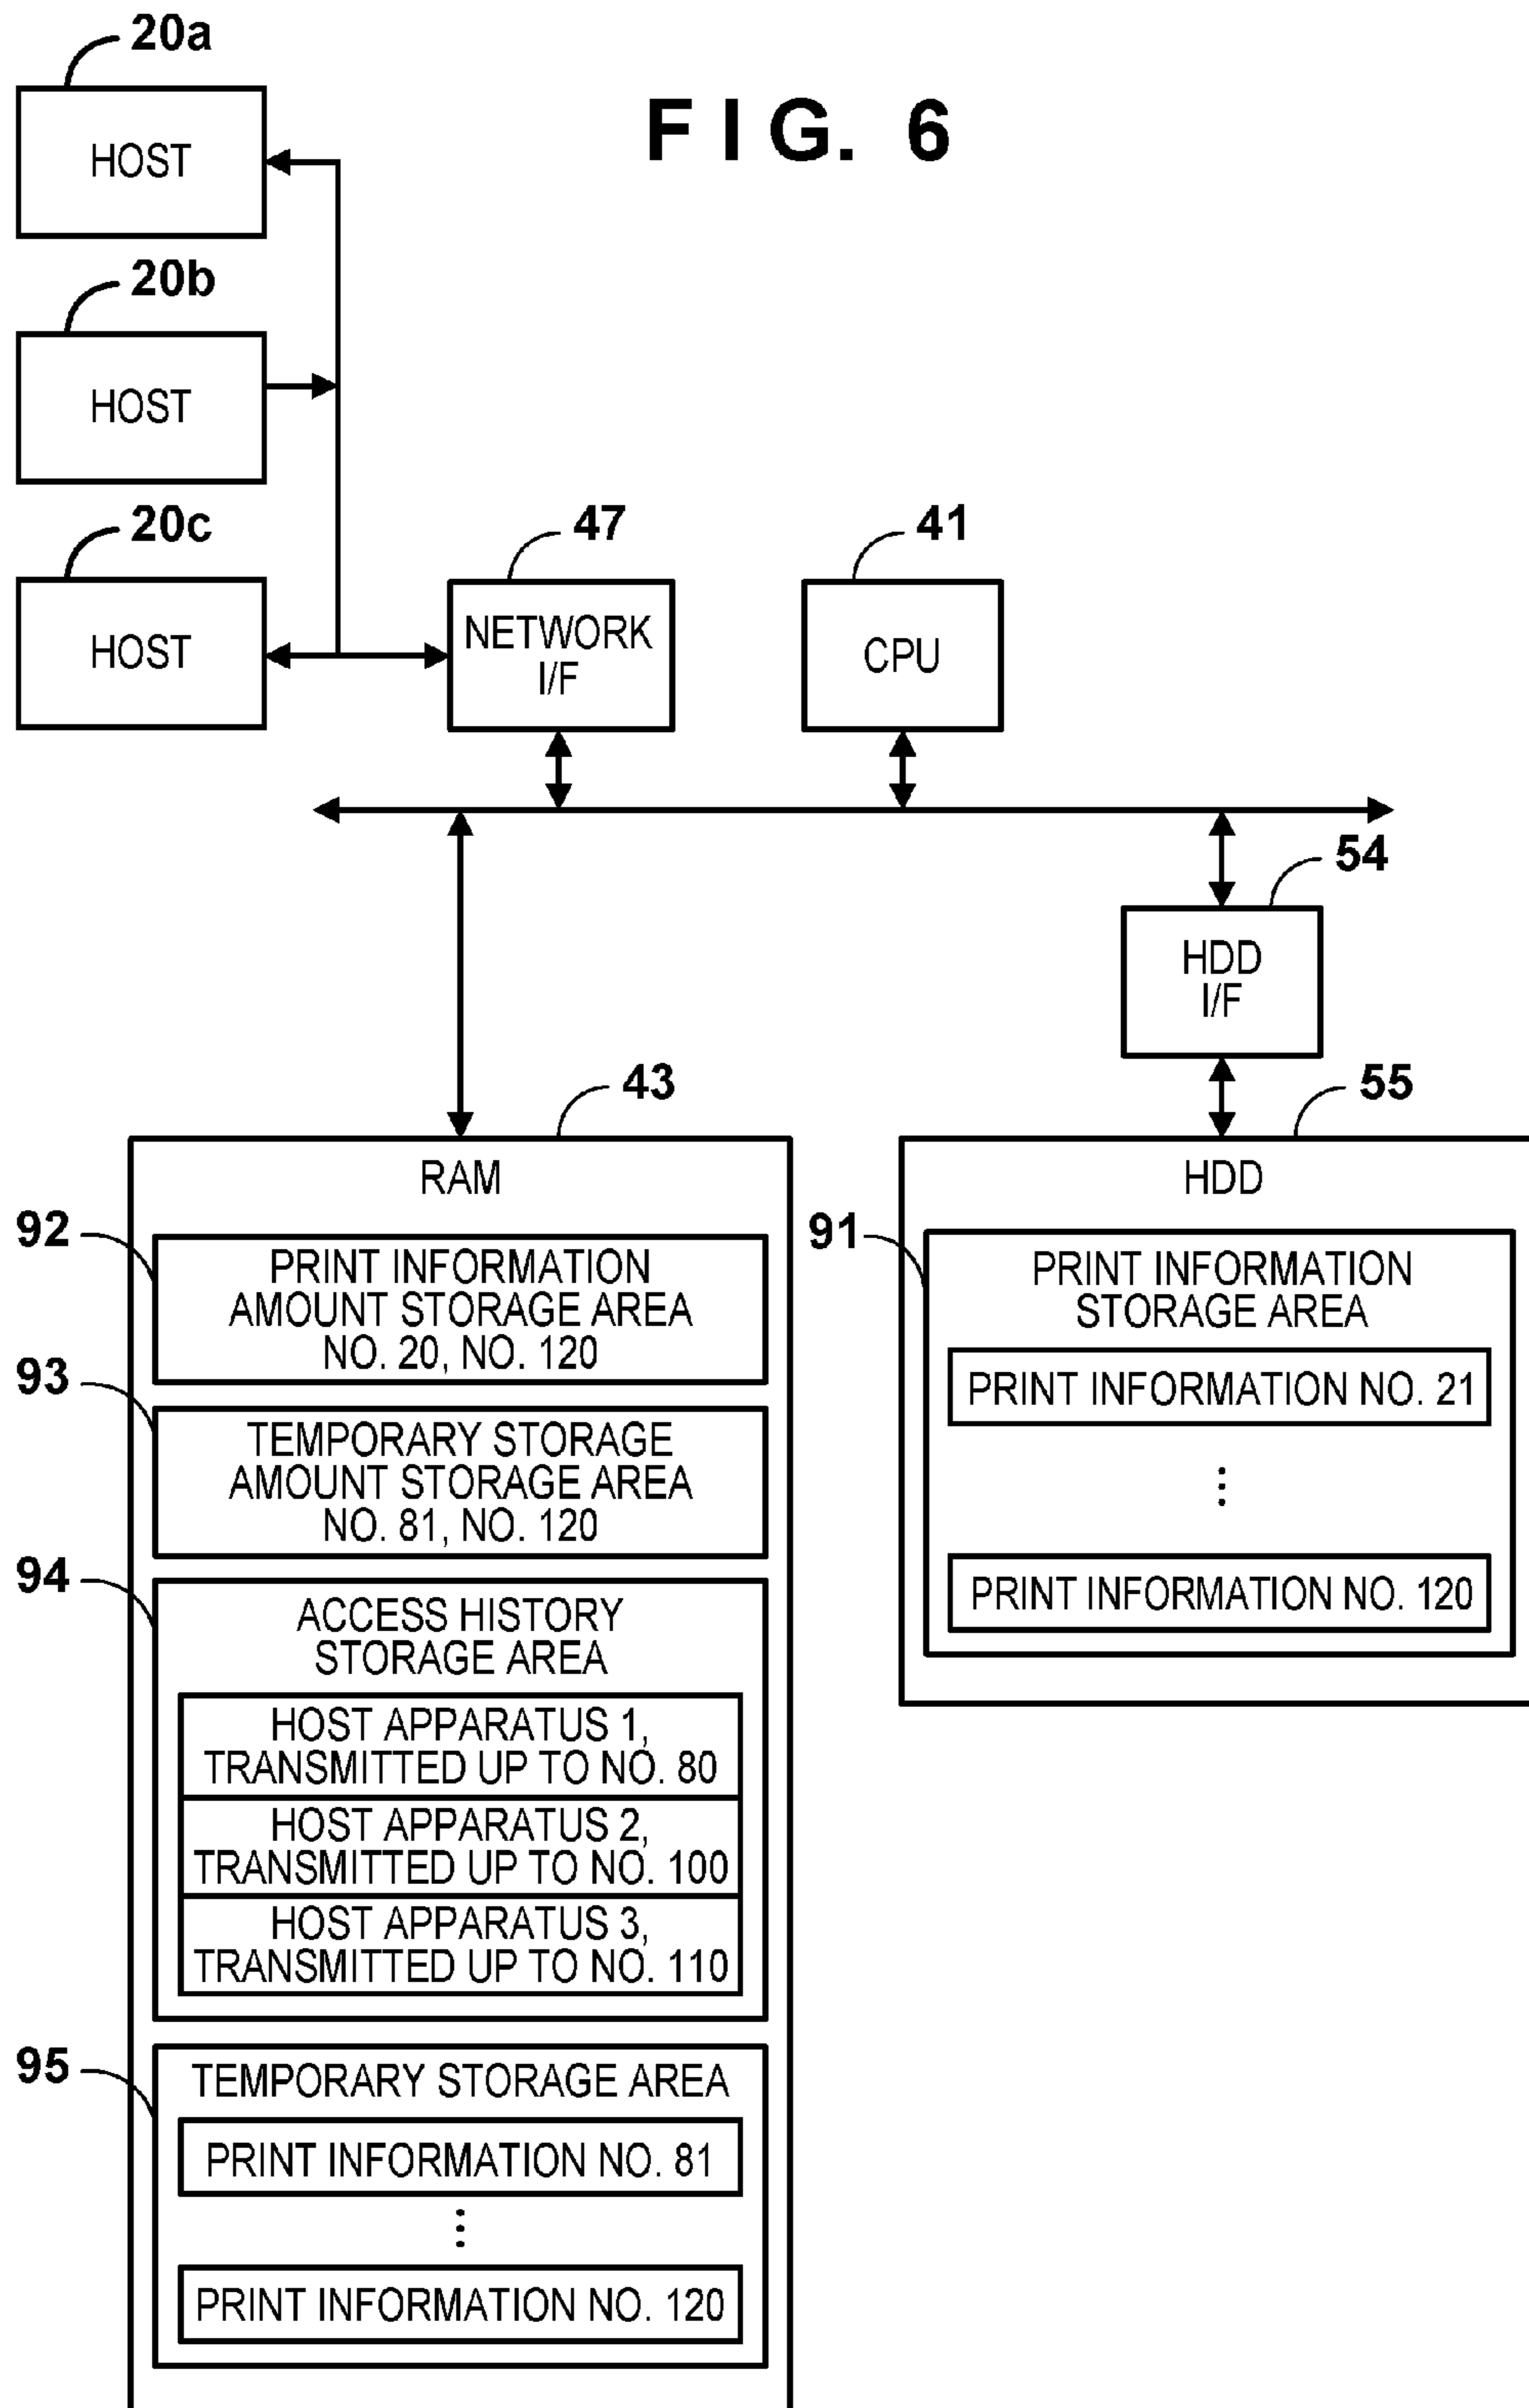 20a
HOST
FIG. 6
20b
HOST
20c
HOST
47
NETWORK
I/F
41
CPU
54
HDD
I/F
43
RAM
92
PRINT INFORMATION
AMOUNT STORAGE AREA
NO. 20, NO. 120
93
TEMPORARY STORAGE
AMOUNT STORAGE AREA
NO. 81, NO. 120
94
ACCESS HISTORY
STORAGE AREA
HOST APPARATUS 1,
TRANSMITTED UP TO NO. 80
HOST APPARATUS 2,
TRANSMITTED UP TO NO. 100
HOST APPARATUS 3,
TRANSMITTED UP TO NO. 110
95
TEMPORARY STORAGE AREA
PRINT INFORMATION NO. 81
⋮
PRINT INFORMATION NO. 120
55
HDD
91
PRINT INFORMATION
STORAGE AREA
PRINT INFORMATION NO. 21
⋮
PRINT INFORMATION NO. 120